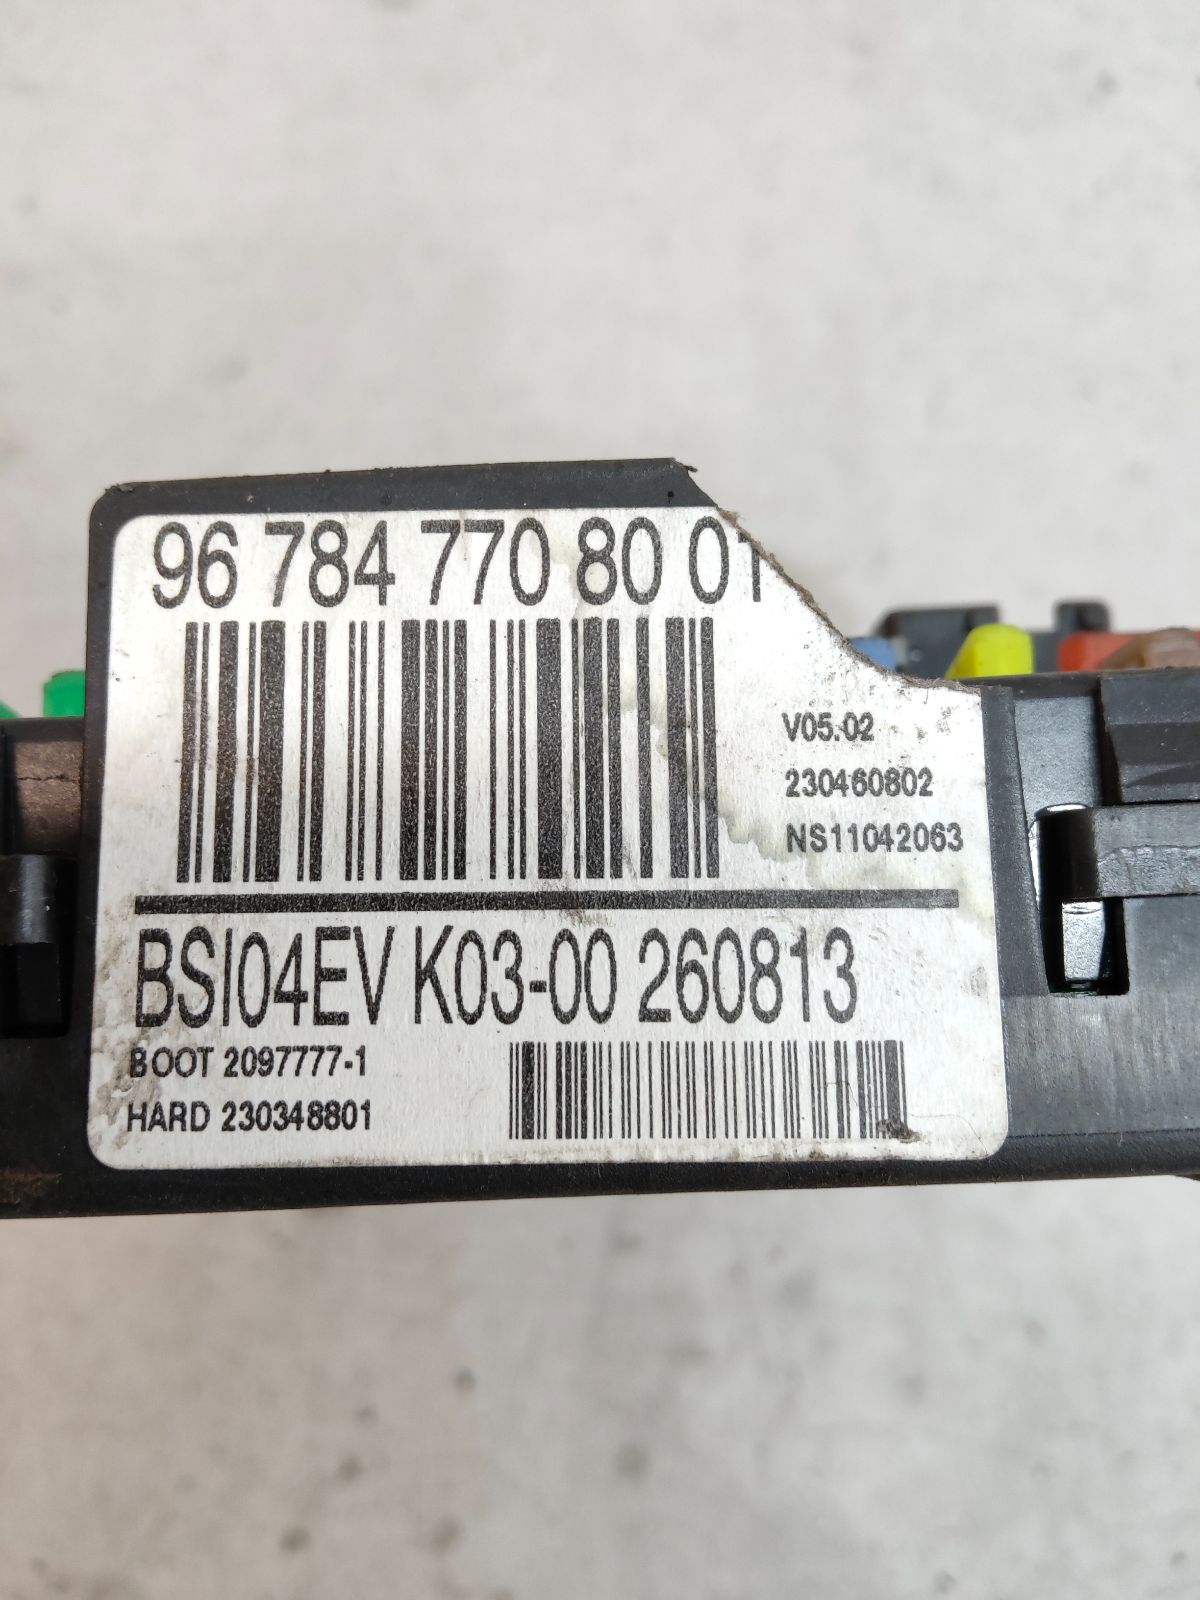 96 784 770 80 01
V05.02
230460802
NS11042063
BSI04EV K03-00 260813
BOOT 2097777-1
HARD 230348801